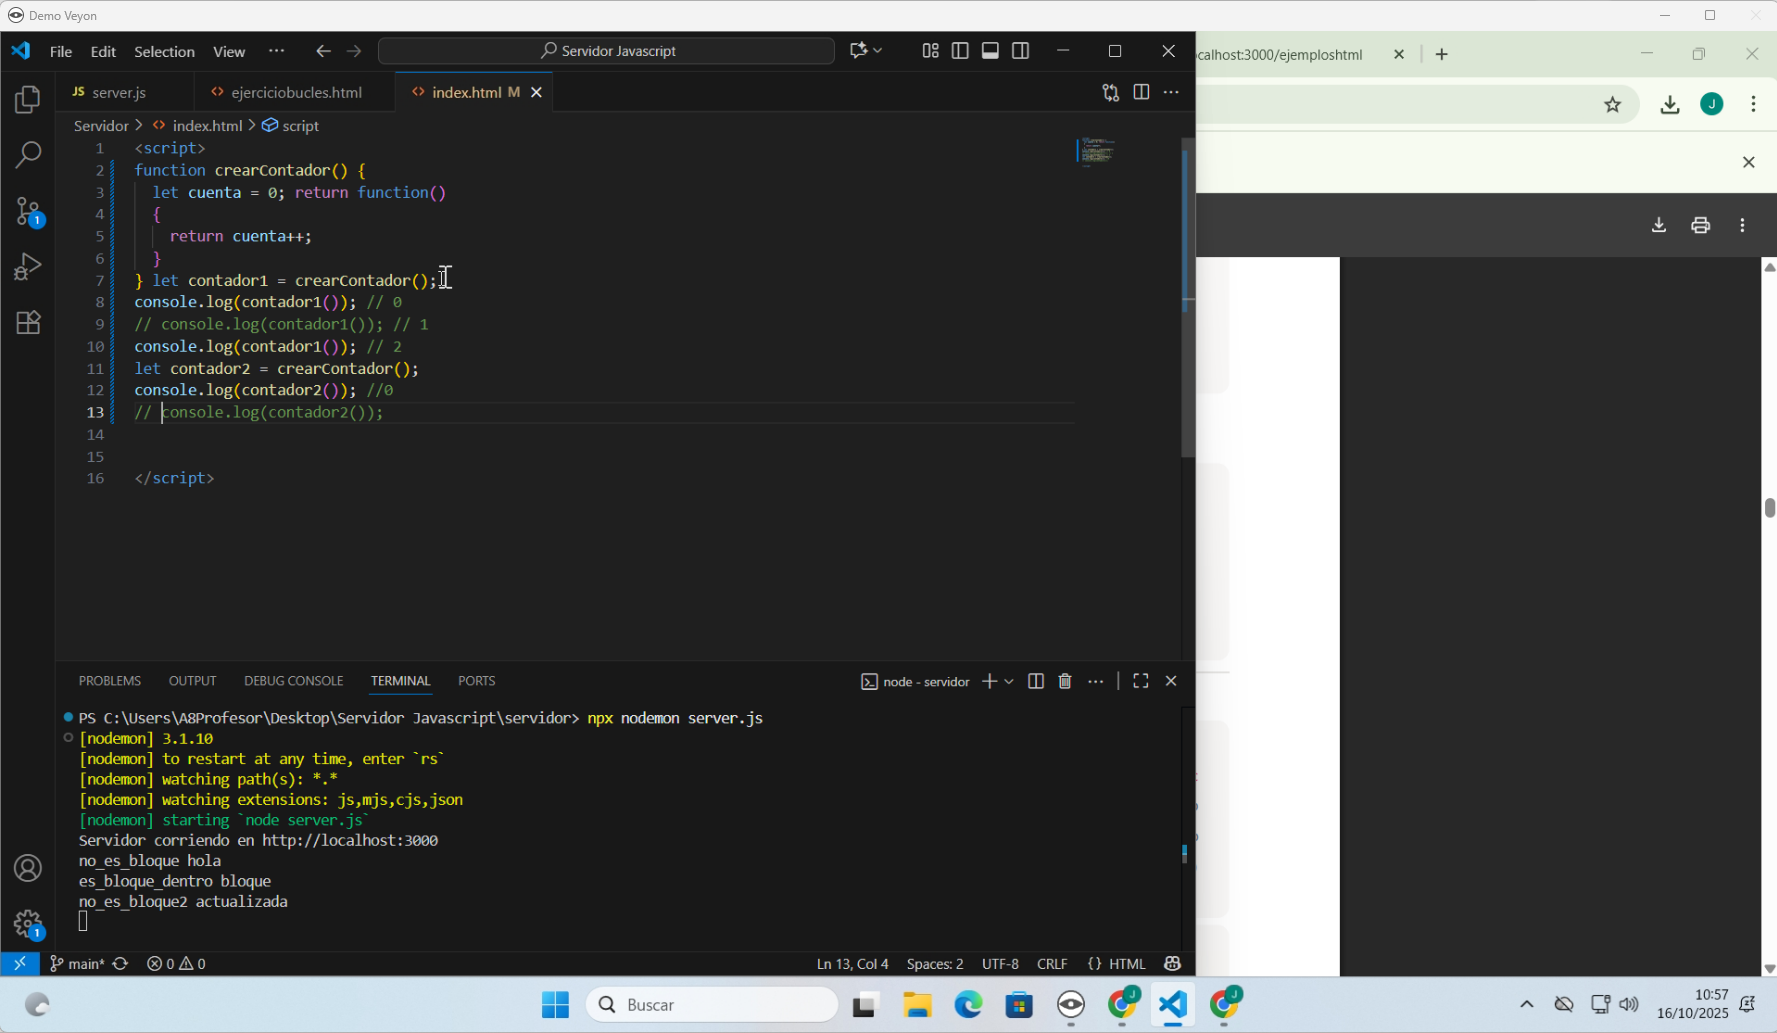 Demo Veyon
File Edit Selection View ··· Servidor Javascript
calhost:3000/ejemploshtml
JS server.js <> ejerciciobucles.html <> index.html M
J
Servidor > <> index.html > script
1 <script>
2 function crearContador() {
3 let cuenta = 0; return function()
4 {
5 return cuenta++;
6 }
7 } let contador1 = crearContador();
8 console.log(contador1()); // 0
9 // console.log(contador1()); // 1
10 console.log(contador1()); // 2
11 let contador2 = crearContador();
12 console.log(contador2()); //0
13 // console.log(contador2());
14
15
16 </script>
1
PROBLEMS OUTPUT DEBUG CONSOLE TERMINAL PORTS node - servidor
PS C:\Users\A8Profesor\Desktop\Servidor Javascript\servidor> npx nodemon server.js
[nodemon] 3.1.10
[nodemon] to restart at any time, enter `rs`
[nodemon] watching path(s): *.*
[nodemon] watching extensions: js,mjs,cjs,json
[nodemon] starting `node server.js`
Servidor corriendo en http://localhost:3000
no_es_bloque hola
es_bloque_dentro bloque
no_es_bloque2 actualizada
1
main* 0 0 Ln 13, Col 4 Spaces: 2 UTF-8 CRLF {} HTML
Buscar
J
J
10:57
16/10/2025